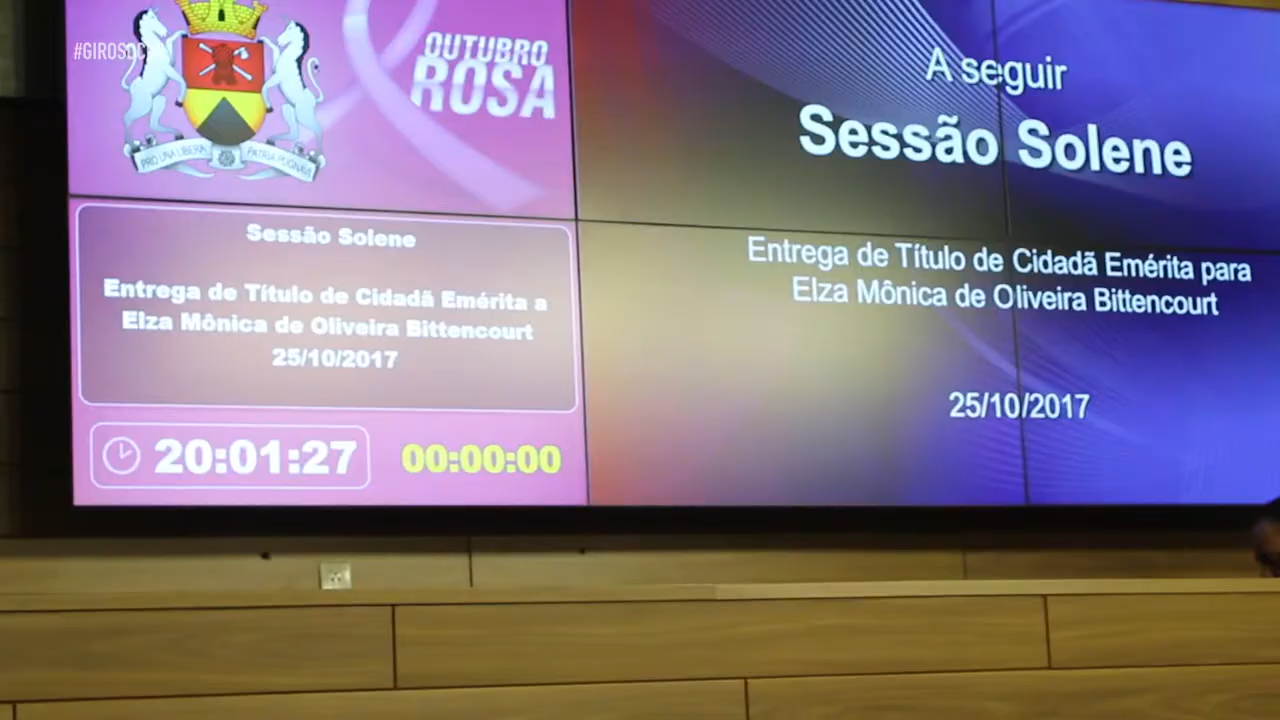 #GIROSOC
OUTUBRO
ROSA
PRO UNA LIBERA PATRIA PUGNAVI
Sessão Solene
Entrega de Título de Cidadã Emérita a
Elza Mônica de Oliveira Bittencourt
25/10/2017
20:01:27 00:00:00
A seguir
Sessão Solene
Entrega de Título de Cidadã Emérita para
Elza Mônica de Oliveira Bittencourt
25/10/2017